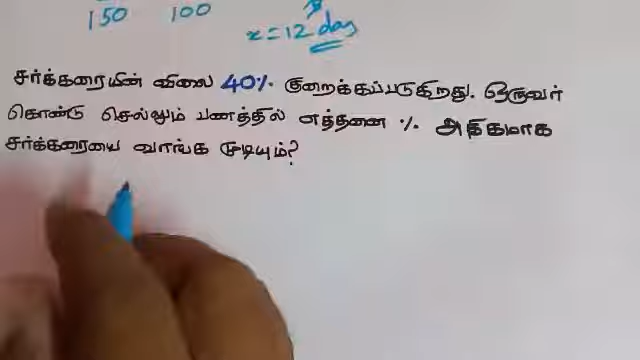 150 100
x = 12 day
சர்க்கரையின் விலை 40% குறைக்கப்படுகிறது. ஒருவர்
கொண்டு செல்லும் பணத்தில் எத்தனை % அதிகமாக
சர்க்கரையை வாங்க முடியும்?